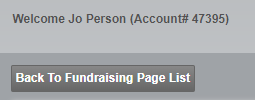 Welcome Jo Person (Account# 47395)
Back To Fundraising Page List